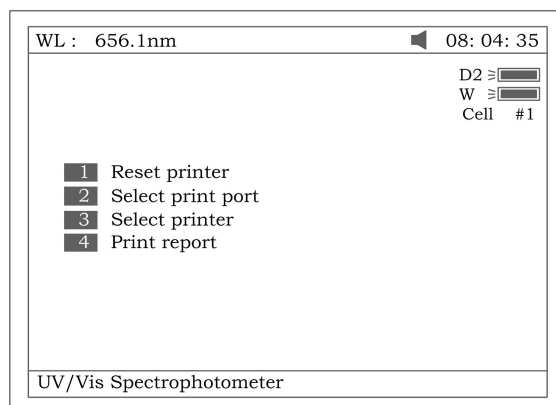 WL : 656.1nm 08: 04: 35
D2
W
Cell #1
1 Reset printer
2 Select print port
3 Select printer
4 Print report
UV/Vis Spectrophotometer